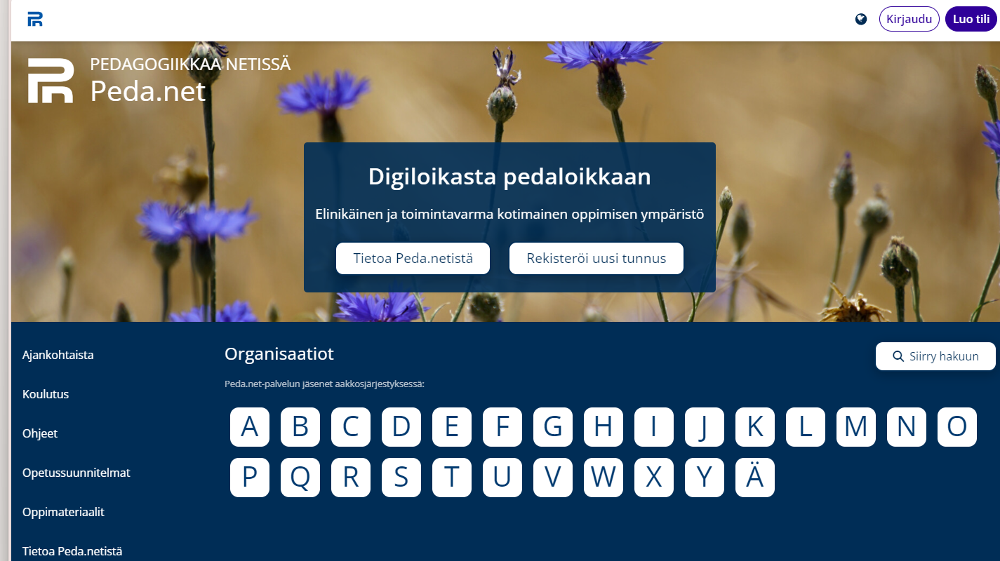 Kirjaudu
Luo tili
PEDAGOGIIKKAA NETISSÄ
Peda.net
Digiloikasta pedaloikkaan
Elinikäinen ja toimintavarma kotimainen oppimisen ympäristö
Tietoa Peda.netistä
Rekisteröi uusi tunnus
Ajankohtaista
Koulutus
Ohjeet
Opetussuunnitelmat
Oppimateriaalit
Tietoa Peda.netistä
Organisaatiot
Siirry hakuun
Peda.net-palvelun jäsenet aakkosjärjestyksessä:
A B C D E F G H I J K L M N O
P Q R S T U V W X Y Ä